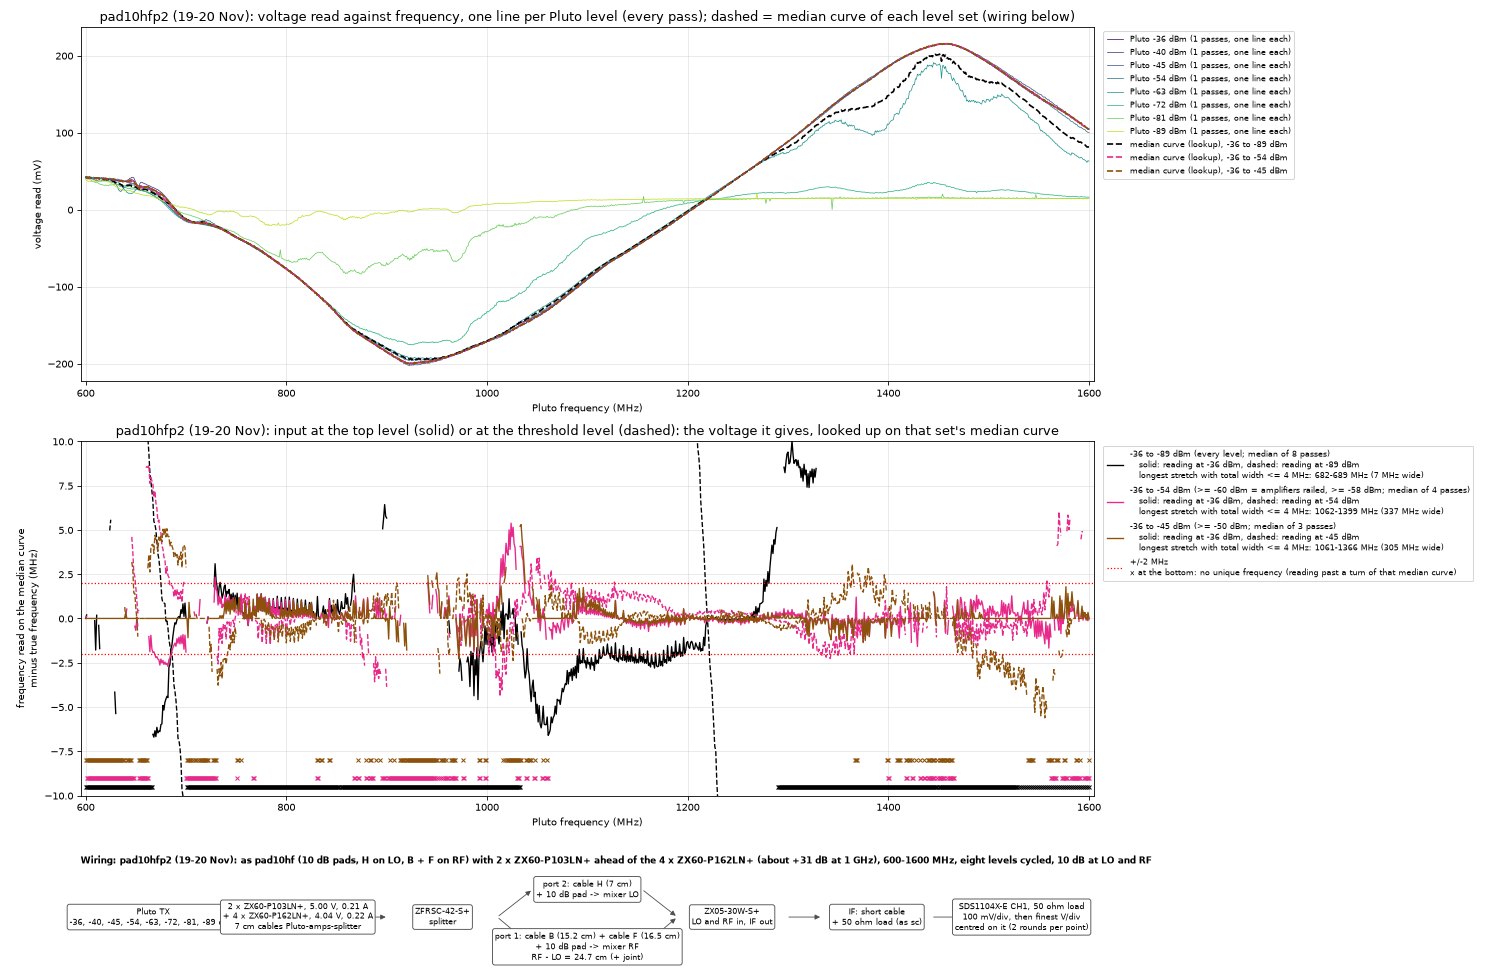 pad10hfp2 (19-20 Nov): voltage read against frequency, one line per Pluto level (every pass); dashed = median curve of each level set (wiring below)
200
100
0
−100
−200
voltage read (mV)
600 800 1000 1200 1400 1600
Pluto frequency (MHz)
Pluto -36 dBm (1 passes, one line each)
Pluto -40 dBm (1 passes, one line each)
Pluto -45 dBm (1 passes, one line each)
Pluto -54 dBm (1 passes, one line each)
Pluto -63 dBm (1 passes, one line each)
Pluto -72 dBm (1 passes, one line each)
Pluto -81 dBm (1 passes, one line each)
Pluto -89 dBm (1 passes, one line each)
median curve (lookup), -36 to -89 dBm
median curve (lookup), -36 to -54 dBm
median curve (lookup), -36 to -45 dBm
pad10hfp2 (19-20 Nov): input at the top level (solid) or at the threshold level (dashed): the voltage it gives, looked up on that set's median curve
10.0
7.5
5.0
2.5
0.0
−2.5
−5.0
−7.5
−10.0
frequency read on the median curve
minus true frequency (MHz)
600 800 1000 1200 1400 1600
Pluto frequency (MHz)
-36 to -89 dBm (every level; median of 8 passes)
solid: reading at -36 dBm, dashed: reading at -89 dBm
longest stretch with total width <= 4 MHz: 682-689 MHz (7 MHz wide)
-36 to -54 dBm (>= -60 dBm = amplifiers railed, >= -58 dBm; median of 4 passes)
solid: reading at -36 dBm, dashed: reading at -54 dBm
longest stretch with total width <= 4 MHz: 1062-1399 MHz (337 MHz wide)
-36 to -45 dBm (>= -50 dBm; median of 3 passes)
solid: reading at -36 dBm, dashed: reading at -45 dBm
longest stretch with total width <= 4 MHz: 1061-1366 MHz (305 MHz wide)
+/-2 MHz
x at the bottom: no unique frequency (reading past a turn of that median curve)
Wiring: pad10hfp2 (19-20 Nov): as pad10hf (10 dB pads, H on LO, B + F on RF) with 2 x ZX60-P103LN+ ahead of the 4 x ZX60-P162LN+ (about +31 dB at 1 GHz), 600-1600 MHz, eight levels cycled, 10 dB at LO and RF
Pluto TX
-36, -40, -45, -54, -63, -72, -81, -89
2 x ZX60-P103LN+, 5.00 V, 0.21 A
+ 4 x ZX60-P162LN+, 4.04 V, 0.22 A
7 cm cables Pluto-amps-splitter
ZFRSC-42-S+
splitter
port 2: cable H (7 cm)
+ 10 dB pad -> mixer LO
port 1: cable B (15.2 cm) + cable F (16.5 cm)
+ 10 dB pad -> mixer RF
RF - LO = 24.7 cm (+ joint)
ZX05-30W-S+
LO and RF in, IF out
IF: short cable
+ 50 ohm load (as sc)
SDS1104X-E CH1, 50 ohm load
100 mV/div, then finest V/div
centred on it (2 rounds per point)